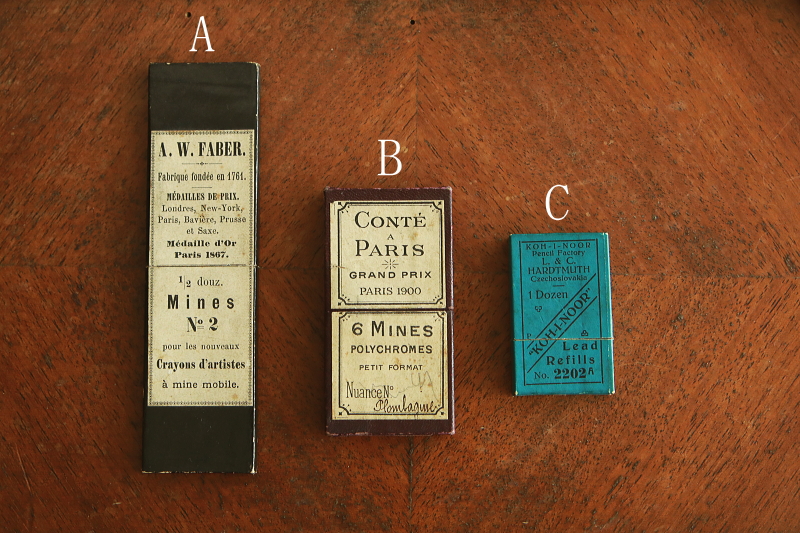 A
A. W. FABER.
Fabrique fondée en 1761.
MÉDAILLES DE PRIX.
Londres, New-York,
Paris, Bavière, Prusse
et Saxe.
Médaille d'Or
Paris 1867.
1/2 douz.
Mines
No 2
pour les nouveaux
Crayons d'artistes
à mine mobile.
B
CONTÉ
A
PARIS
GRAND PRIX
PARIS 1900
6 MINES
POLYCHROMES
PETIT FORMAT
Nuance No
Plombagine
C
KOH-I-NOOR
Pencil Factory
L. & C.
HARDTMUTH
Czechoslovakia
1 Dozen
"KOH-I-NOOR"
Lead
Refills
No. 2202A